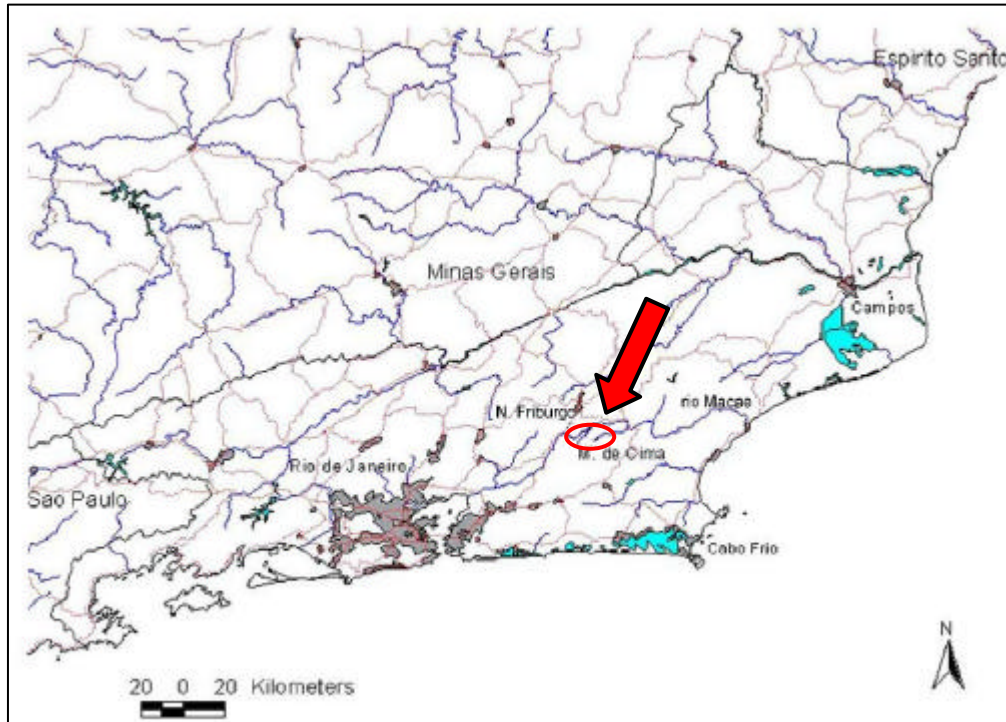 Espirito Santo
Minas Gerais
Campos
N. Friburgo
rio Macae
M. de Cima
Rio de Janeiro
Sao Paulo
Cabo Frio
N
20 0 20 Kilometers